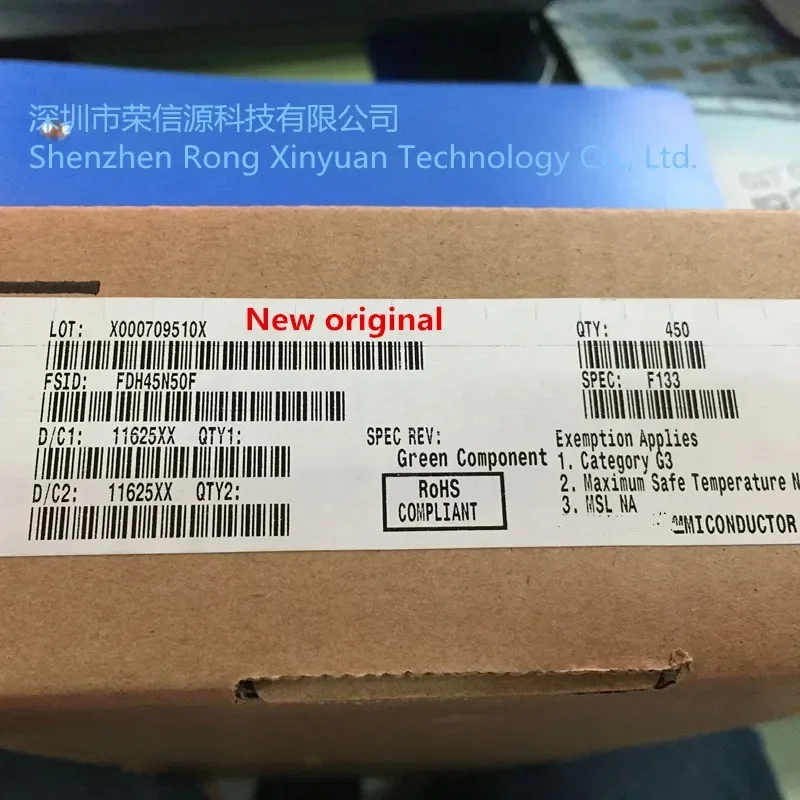 深圳市荣信源科技有限公司
Shenzhen Rong Xinyuan Technology Co., Ltd.
LOT: X000709510X
New original
QTY: 450
FSID: FDH45N50F
SPEC: F133
D/C1: 11625XX QTY1:
SPEC REV:
Exemption Applies
Green Component
1. Category G3
D/C2: 11625XX QTY2:
RoHS
COMPLIANT
2. Maximum Safe Temperature N
3. MSL NA
MICONDUCTOR